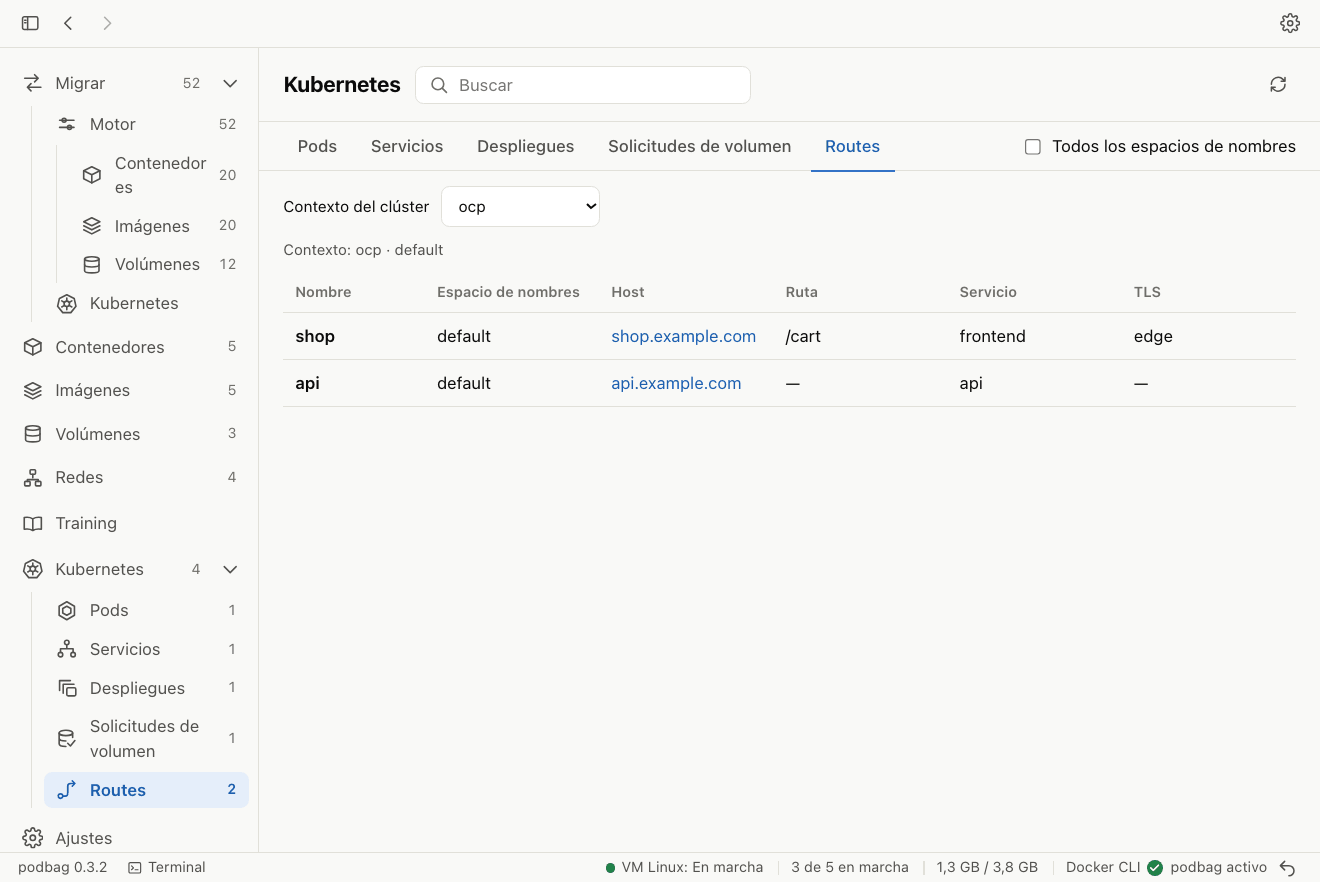 Migrar 52
Motor 52
Contenedor
es 20
Imágenes 20
Volúmenes 12
Kubernetes
Contenedores 5
Imágenes 5
Volúmenes 3
Redes 4
Training
Kubernetes 4
Pods 1
Servicios 1
Despliegues 1
Solicitudes de
volumen 1
Routes 2
Ajustes
Kubernetes Buscar
Pods Servicios Despliegues Solicitudes de volumen Routes Todos los espacios de nombres
Contexto del clúster ocp
Contexto: ocp · default
Nombre Espacio de nombres Host Ruta Servicio TLS
shop default shop.example.com /cart frontend edge
api default api.example.com — api —
podbag 0.3.2 Terminal VM Linux: En marcha 3 de 5 en marcha 1,3 GB / 3,8 GB Docker CLI podbag activo